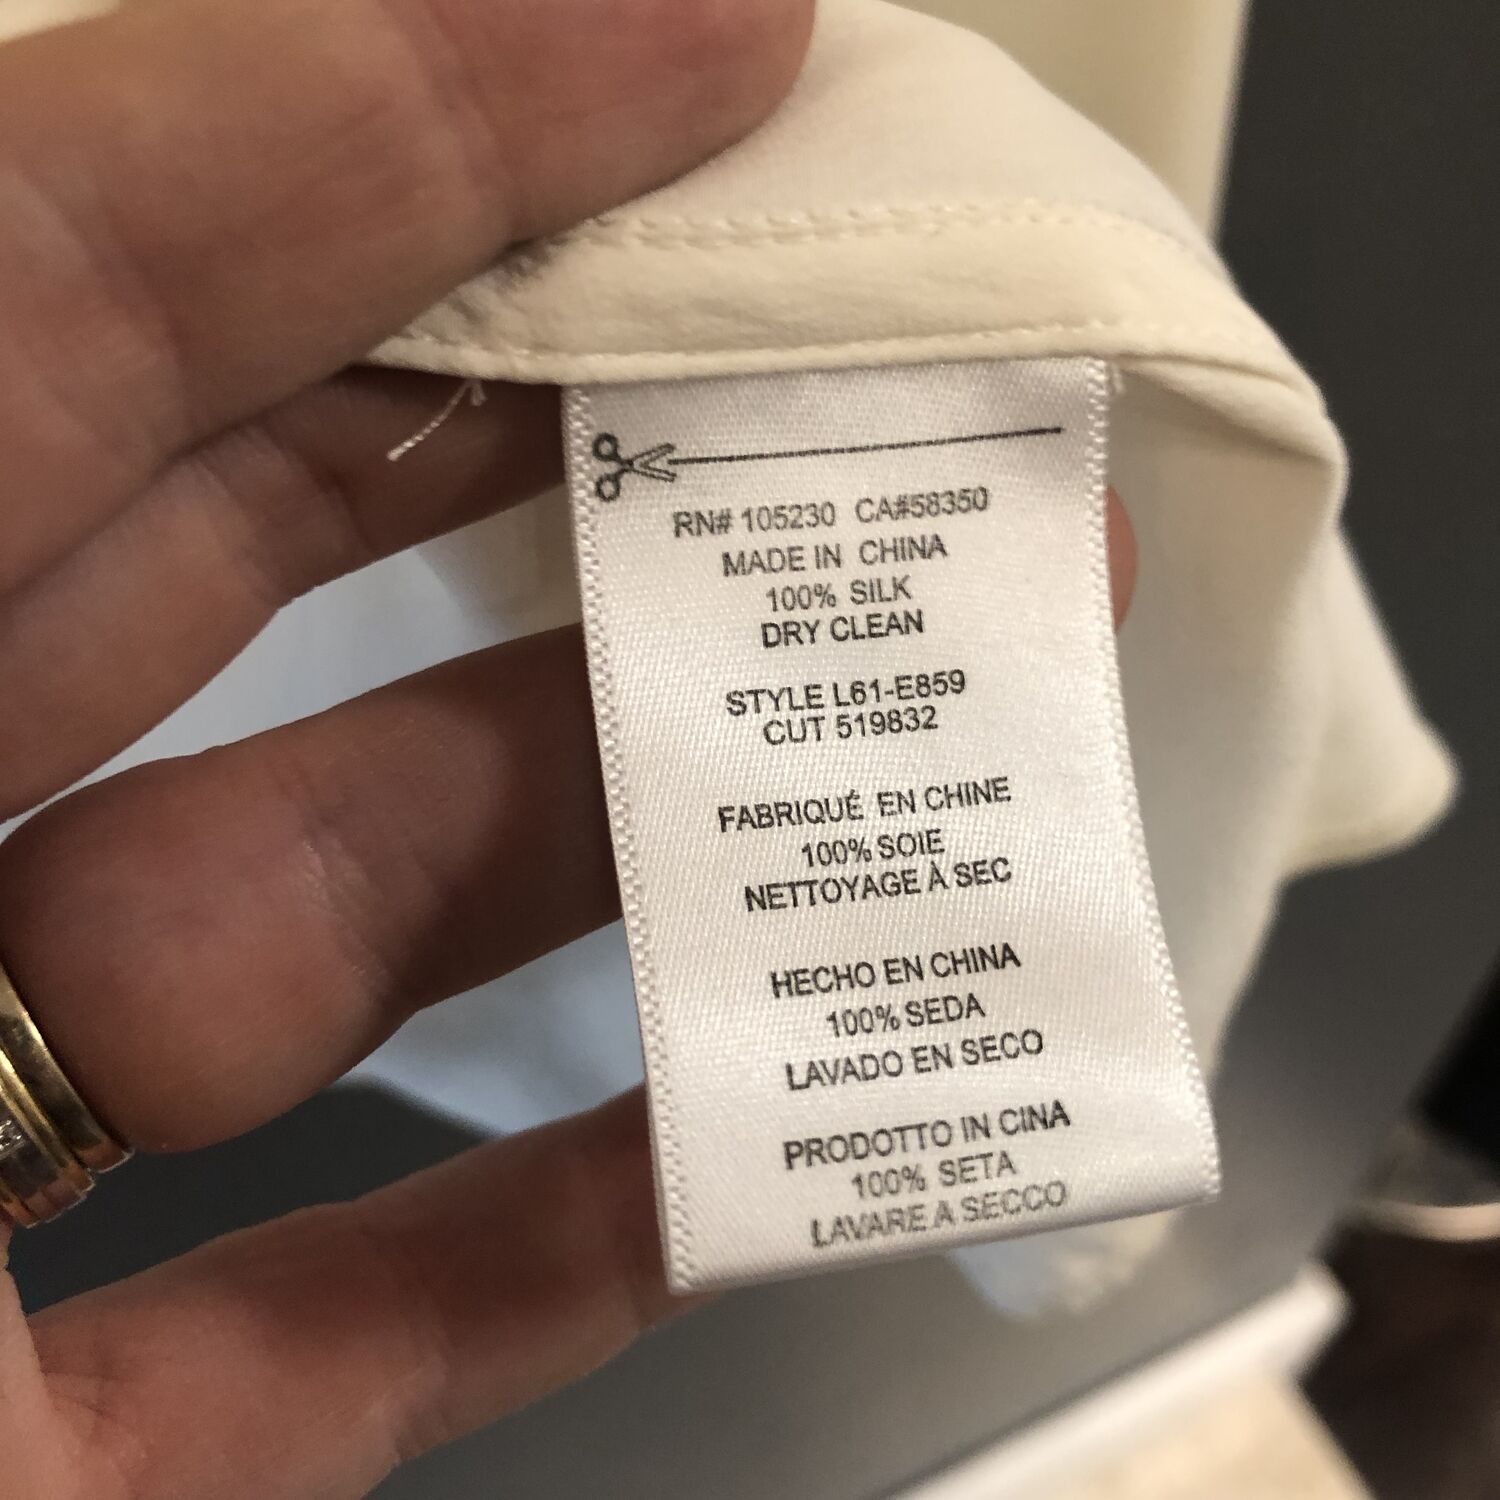 RN# 105230 CA#58350
MADE IN CHINA
100% SILK
DRY CLEAN
STYLE L61-E859
CUT 519832
FABRIQUÉ EN CHINE
100% SOIE
NETTOYAGE À SEC
HECHO EN CHINA
100% SEDA
LAVADO EN SECO
PRODOTTO IN CINA
100% SETA
LAVARE A SECCO